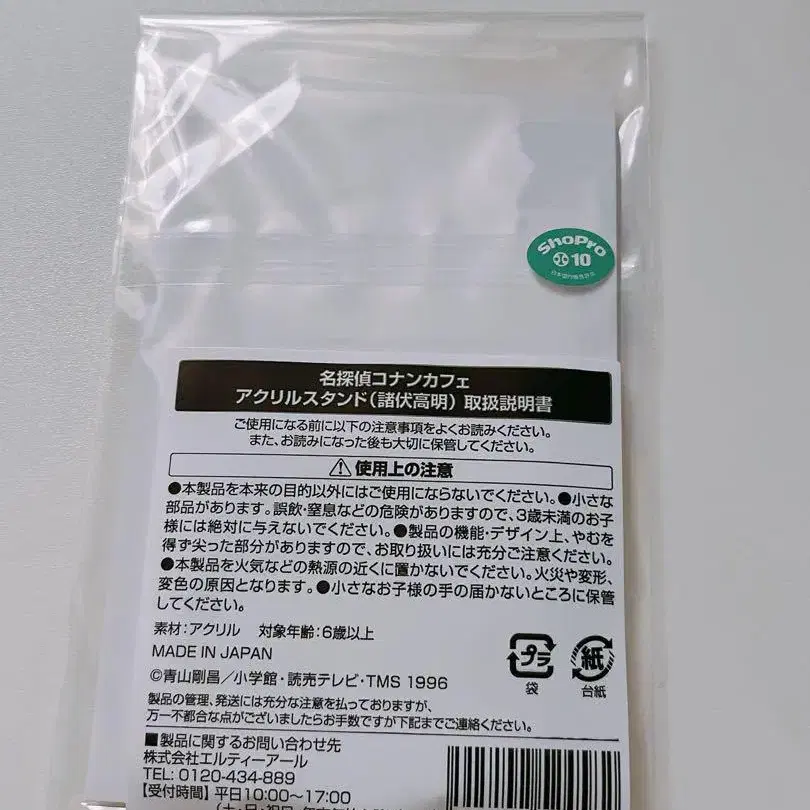 ShoPro
10
名探偵コナンカフェ
アクリルスタンド(諸伏高明) 取扱説明書
ご使用になる前に以下の注意事項をよくお読みください。
また、お読みになった後も大切に保管してください。
使用上の注意
●本製品を本来の目的以外にはご使用にならないでください。●小さな
部品があります。誤飲・窒息などの危険がありますので、3歳未満のお子
様には絶対に与えないでください。●製品の機能・デザイン上、やむを
得ず尖った部分がありますので、お取り扱いには充分ご注意ください。
●本製品を火気などの熱源の近くに置かないでください。火災や変形、
変色の原因となります。●小さなお子様の手の届かないところに保管
してください。
素材:アクリル 対象年齢:6歳以上
MADE IN JAPAN
プラ
袋
紙
台紙
©青山剛昌/小学館・読売テレビ・TMS 1996
製品の管理、発送には充分な注意を払っておりますが、
万一不都合な点がございましたらお手数ですが下記までご連絡ください。
■製品に関するお問い合わせ先
株式会社エルティーアール
TEL: 0120-434-889
【受付時間】 平日10:00~17:00